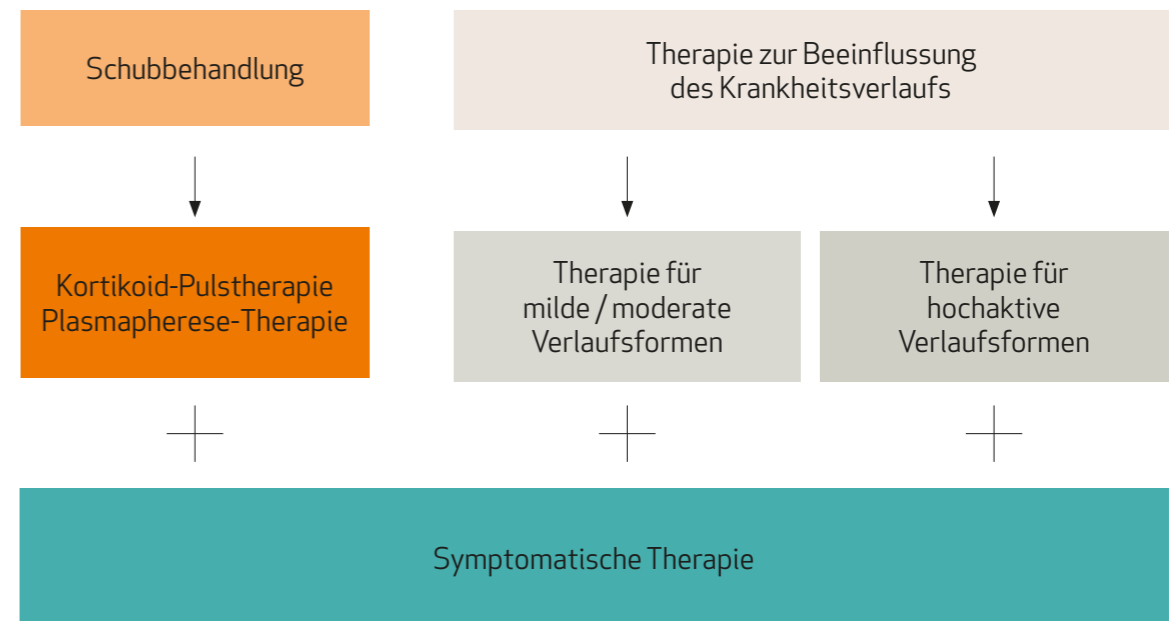 Schubbehandlung
Therapie zur Beeinflussung
des Krankheitsverlaufs
Kortikoid-Pulstherapie
Plasmapherese-Therapie
Therapie für
milde / moderate
Verlaufsformen
Therapie für
hochaktive
Verlaufsformen
Symptomatische Therapie